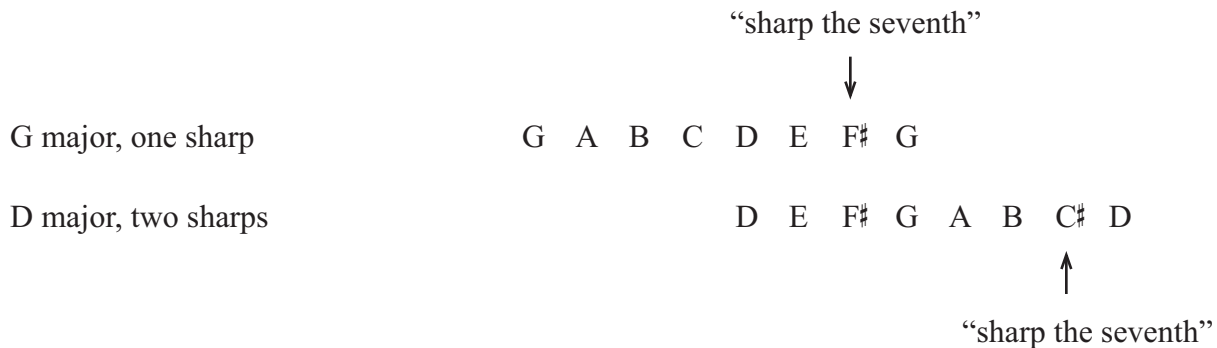 “sharp the seventh”
G major, one sharp G A B C D E F♯ G
D major, two sharps D E F♯ G A B C♯ D
“sharp the seventh”